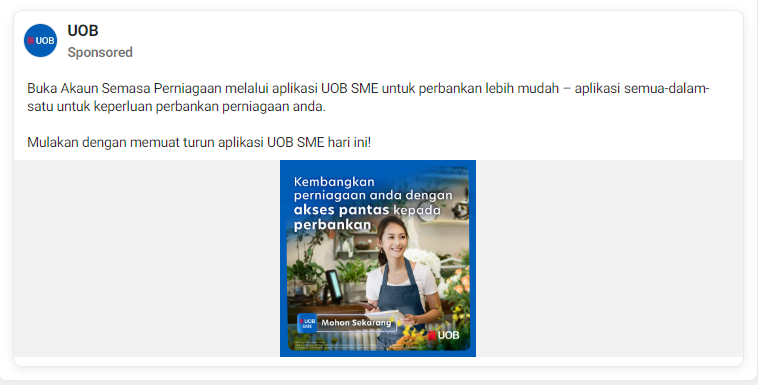 UOB
UOB
Sponsored
Buka Akaun Semasa Perniagaan melalui aplikasi UOB SME untuk perbankan lebih mudah – aplikasi semua-dalam-
satu untuk keperluan perbankan perniagaan anda.
Mulakan dengan memuat turun aplikasi UOB SME hari ini!
Kembangkan
perniagaan anda dengan
akses pantas kepada
perbankan
UOB
SME
Mohon Sekarang
UOB